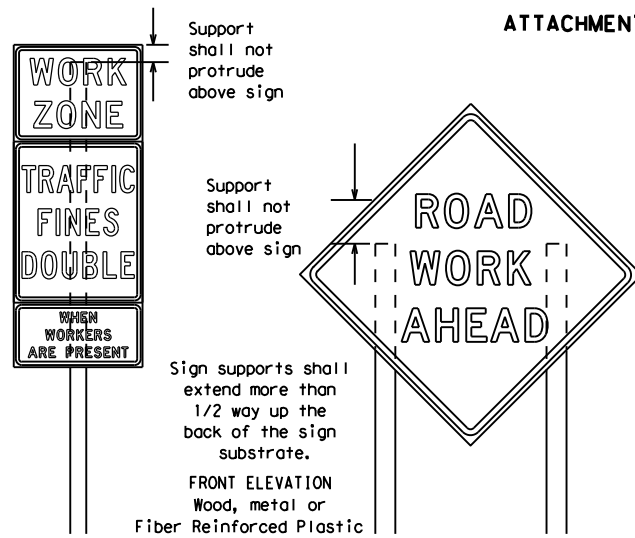 ATTACHMENT
Support
shall not
protrude
above sign
WORK
ZONE
TRAFFIC
FINES
DOUBLE
WHEN
WORKERS
ARE PRESENT
Support
shall not
protrude
above sign
ROAD
WORK
AHEAD
Sign supports shall
extend more than
1/2 way up the
back of the sign
substrate.
FRONT ELEVATION
Wood, metal or
Fiber Reinforced Plastic